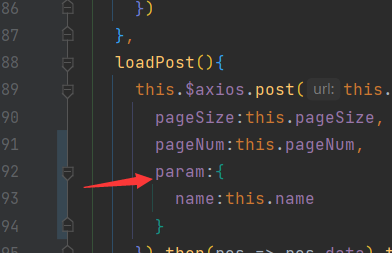 86 })
87 },
88 loadPost(){
89 this.$axios.post( url: this.
90 pageSize:this.pageSize,
91 pageNum:this.pageNum,
92 param:{
93 name:this.name
94 }
95 }).then(res => res.data).t